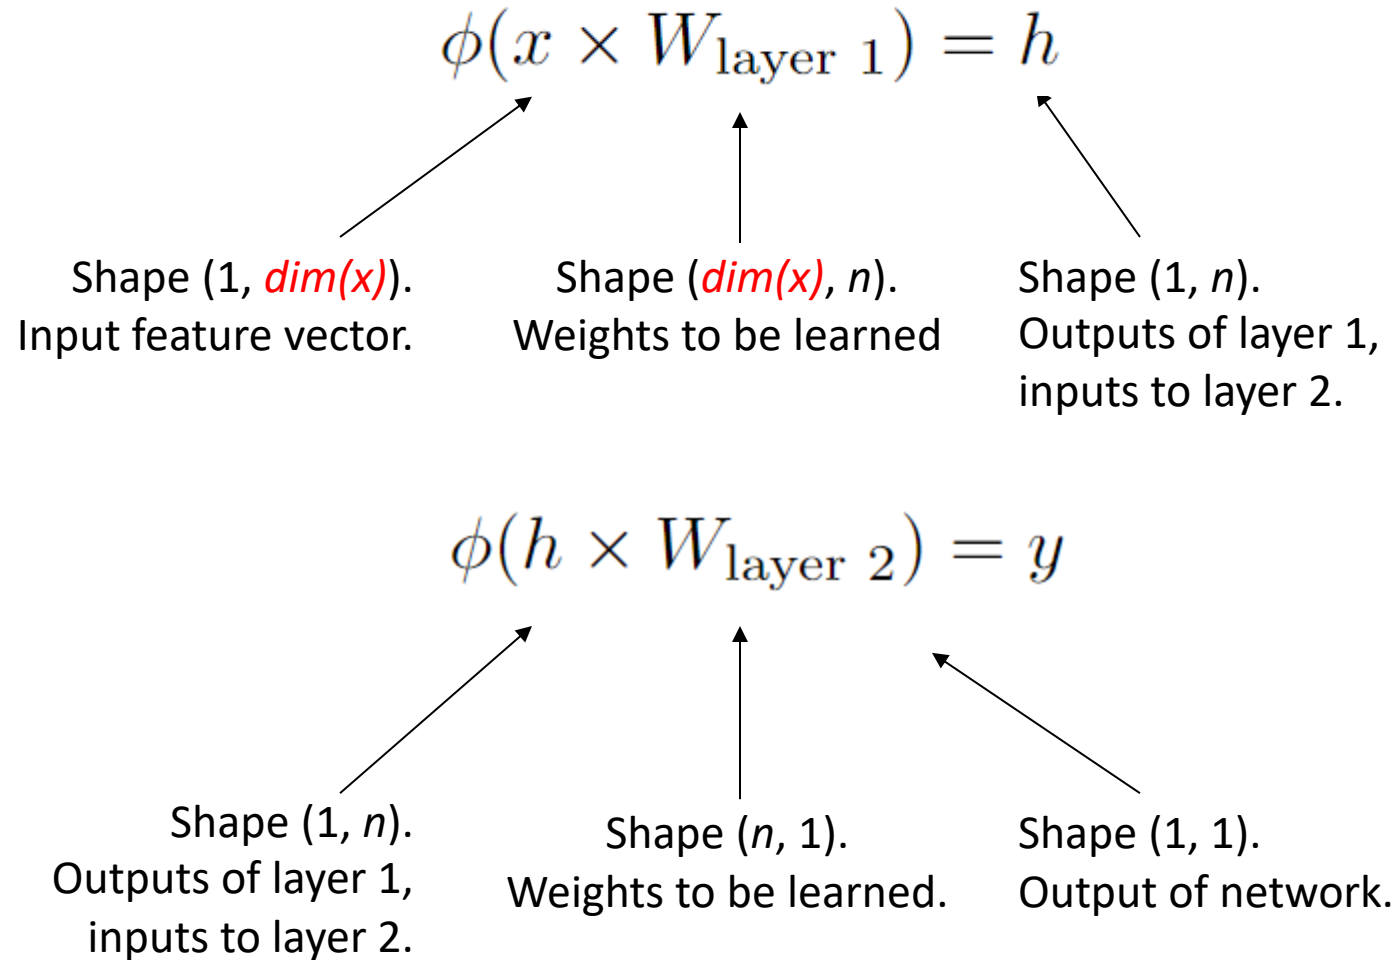 ϕ(x × W_layer 1) = h
Shape (1, dim(x)).
Input feature vector.
Shape (dim(x), n).
Weights to be learned
Shape (1, n).
Outputs of layer 1,
inputs to layer 2.
ϕ(h × W_layer 2) = y
Shape (1, n).
Outputs of layer 1,
inputs to layer 2.
Shape (n, 1).
Weights to be learned.
Shape (1, 1).
Output of network.